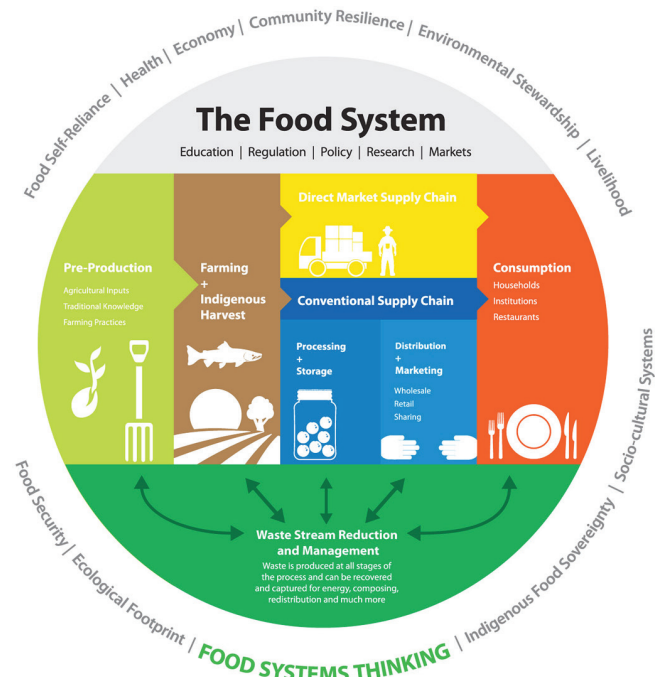 Food Self-Reliance | Health | Economy | Community Resilience | Environmental Stewardship | Livelihood
The Food System
Education | Regulation | Policy | Research | Markets
Pre-Production
Agricultural Inputs
Traditional Knowledge
Farming Practices
Farming
+
Indigenous
Harvest
Direct Market Supply Chain
Conventional Supply Chain
Processing
+
Storage
Distribution
+
Marketing
Wholesale
Retail
Sharing
Consumption
Households
Institutions
Restaurants
Waste Stream Reduction
and Management
Waste is produced at all stages of
the process and can be recovered
and captured for energy, composing,
redistribution and much more
Food Security | Ecological Footprint | FOOD SYSTEMS THINKING | Indigenous Food Sovereignty | Socio-cultural Systems